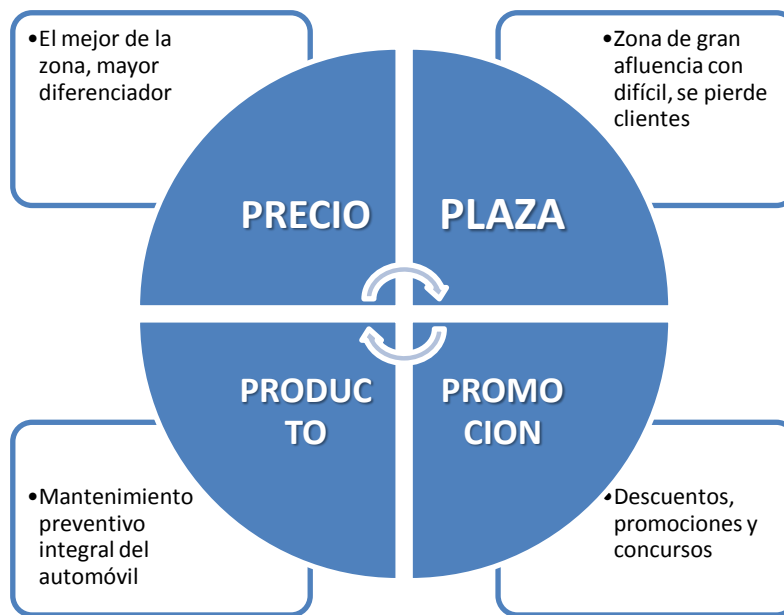 •El mejor de la
zona, mayor
diferenciador
•Zona de gran
afluencia con
difícil, se pierde
clientes
PRECIO
PLAZA
PRODUC
TO
PROMO
CION
•Mantenimiento
preventivo
integral del
automóvil
•Descuentos,
promociones y
concursos